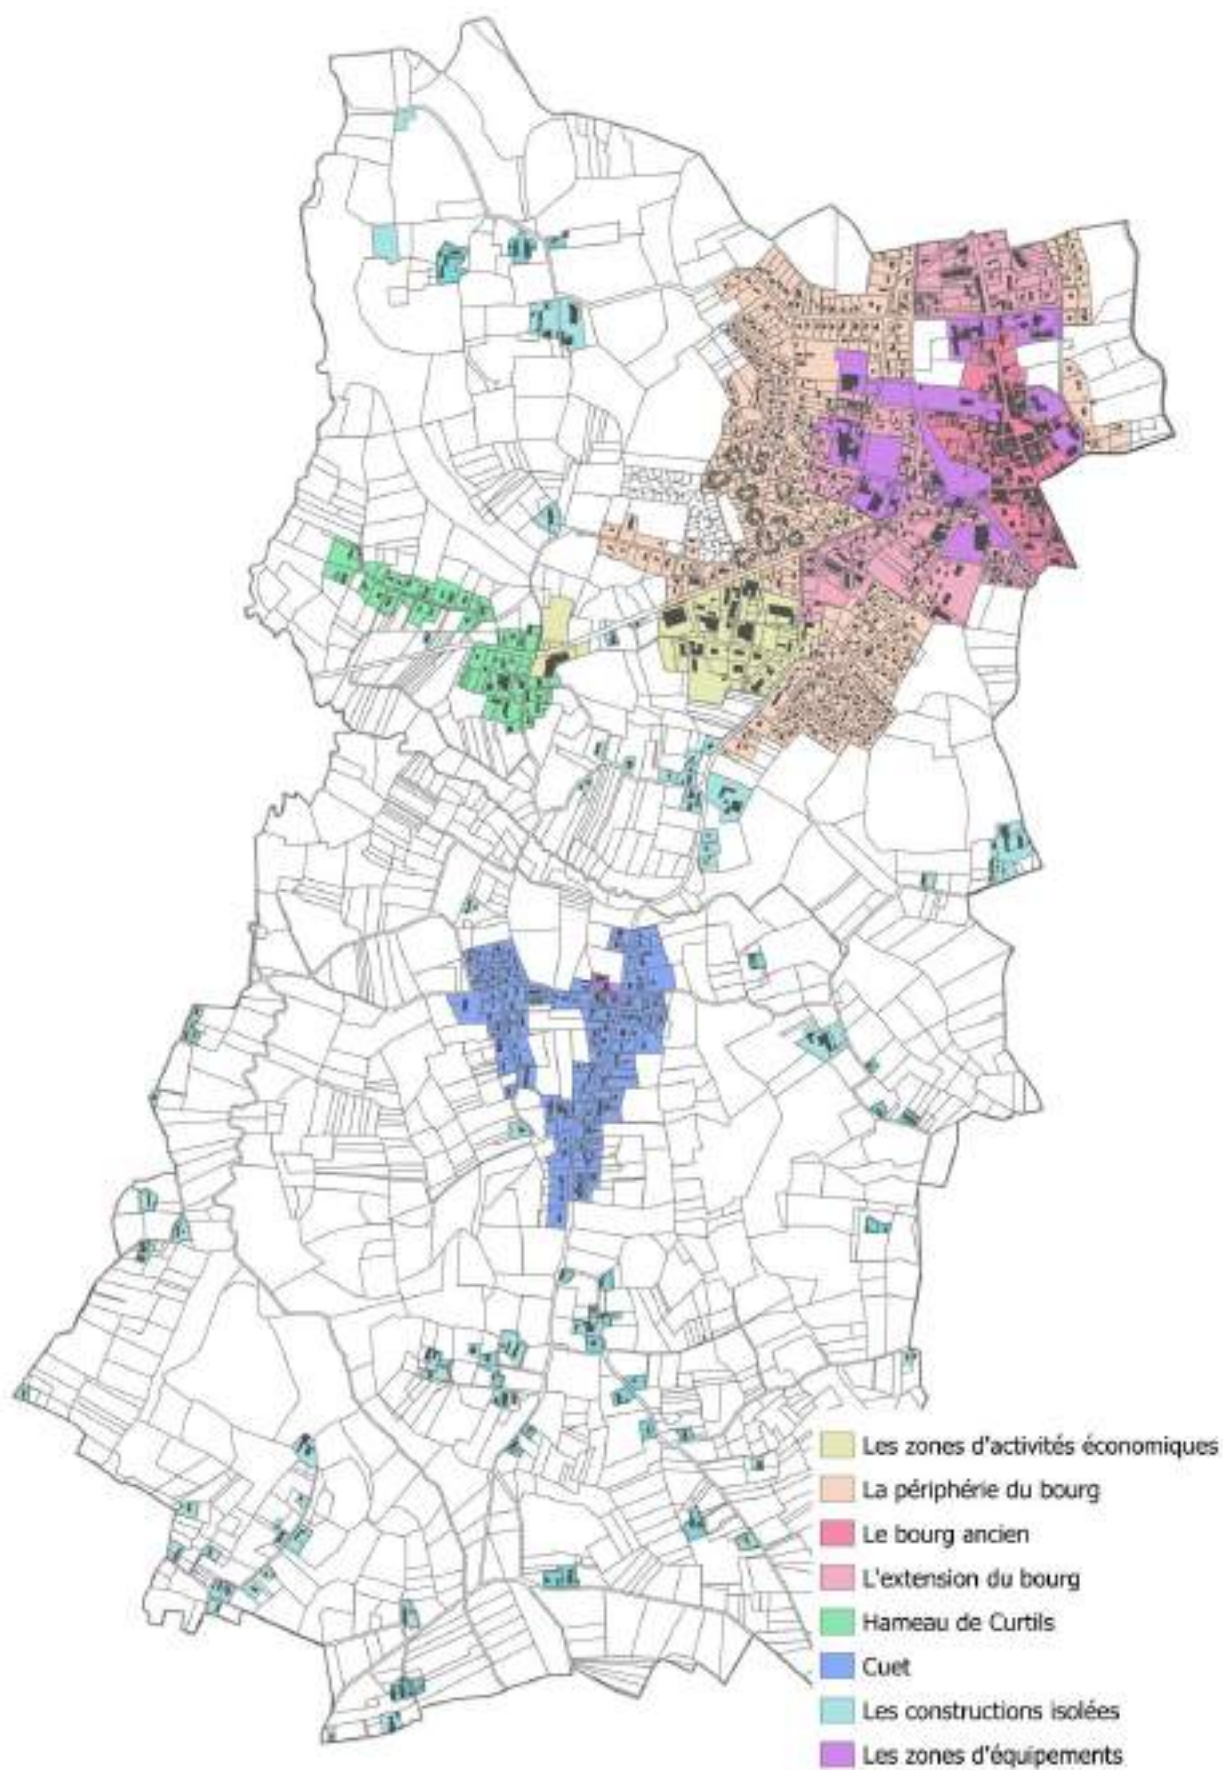 Les zones d'activités économiques
La périphérie du bourg
Le bourg ancien
L'extension du bourg
Hameau de Curtils
Cuet
Les constructions isolées
Les zones d'équipements